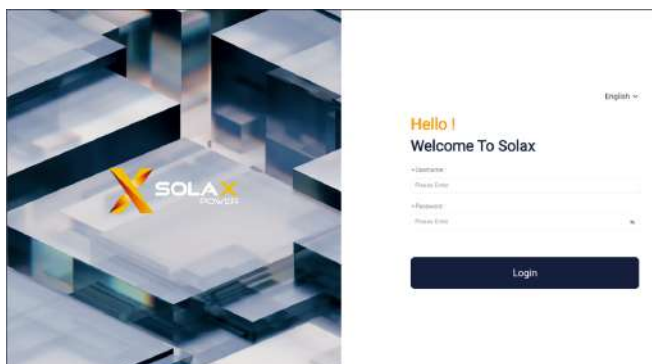 SOLAX
POWER
English
Hello !
Welcome To Solax
*Username
Please Enter
*Password
Please Enter
Login